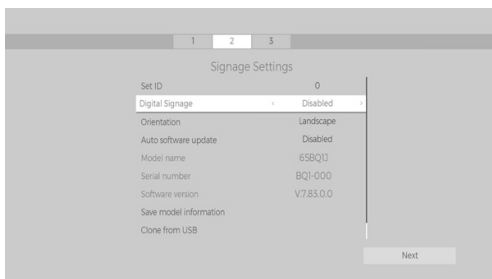 1 2 3
Signage Settings
Set ID 0
Digital Signage < Disabled >
Orientation Landscape
Auto software update Disabled
Model name 65BQ1J
Serial number BQ1-000
Software version V.7.83.0.0
Save model information
Clone from USB
Next